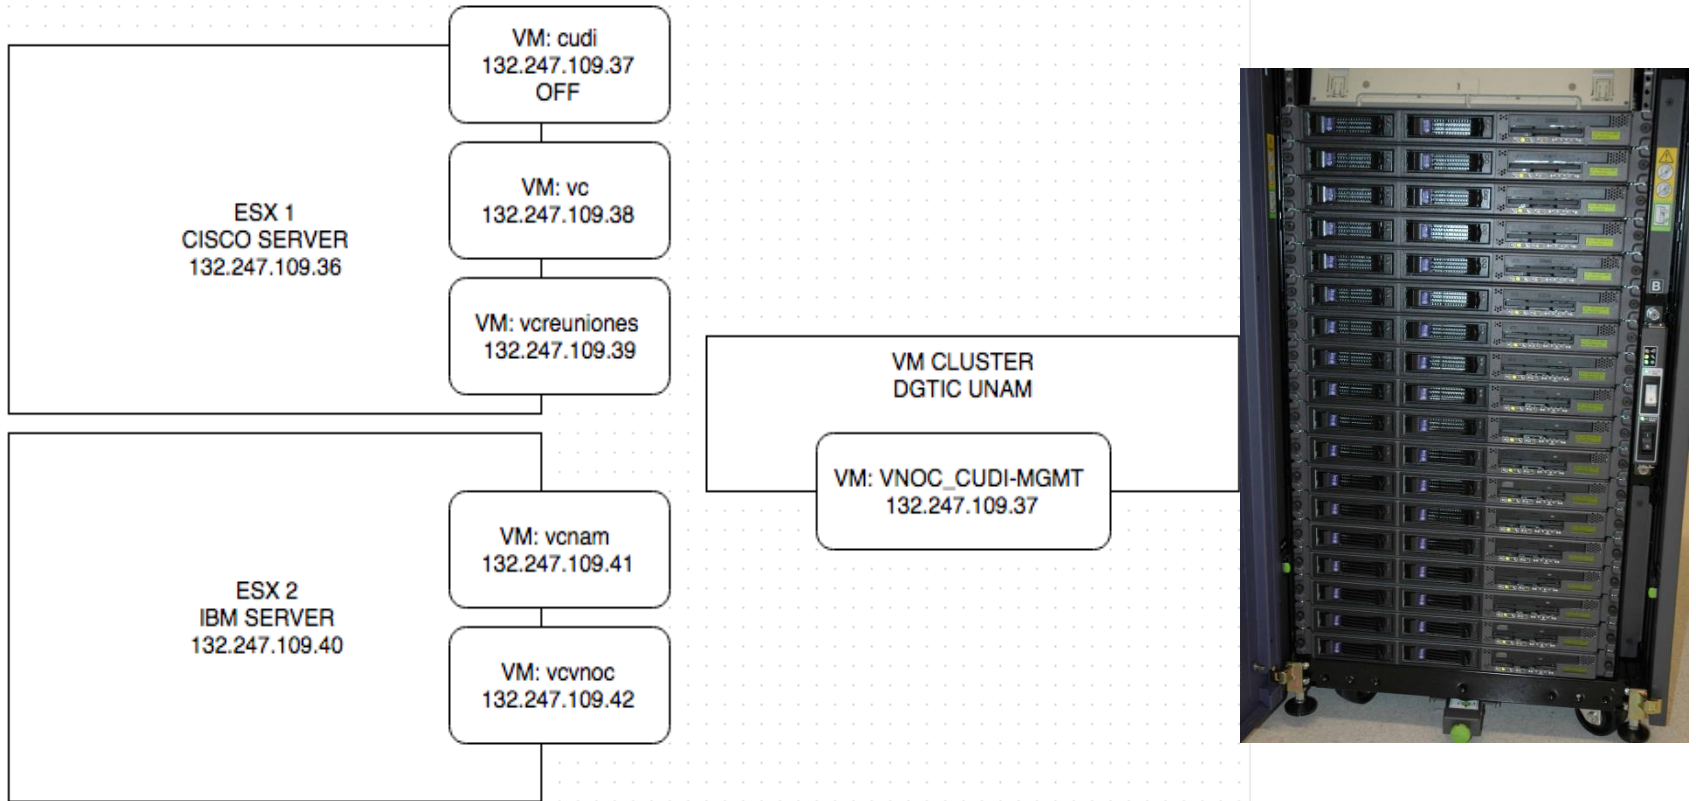 VM: cudi
132.247.109.37
OFF
VM: vc
132.247.109.38
ESX 1
CISCO SERVER
132.247.109.36
VM: vcreuniones
132.247.109.39
VM CLUSTER
DGTIC UNAM
VM: VNOC_CUDI-MGMT
132.247.109.37
VM: vcnam
132.247.109.41
ESX 2
IBM SERVER
132.247.109.40
VM: vcvnoc
132.247.109.42
B